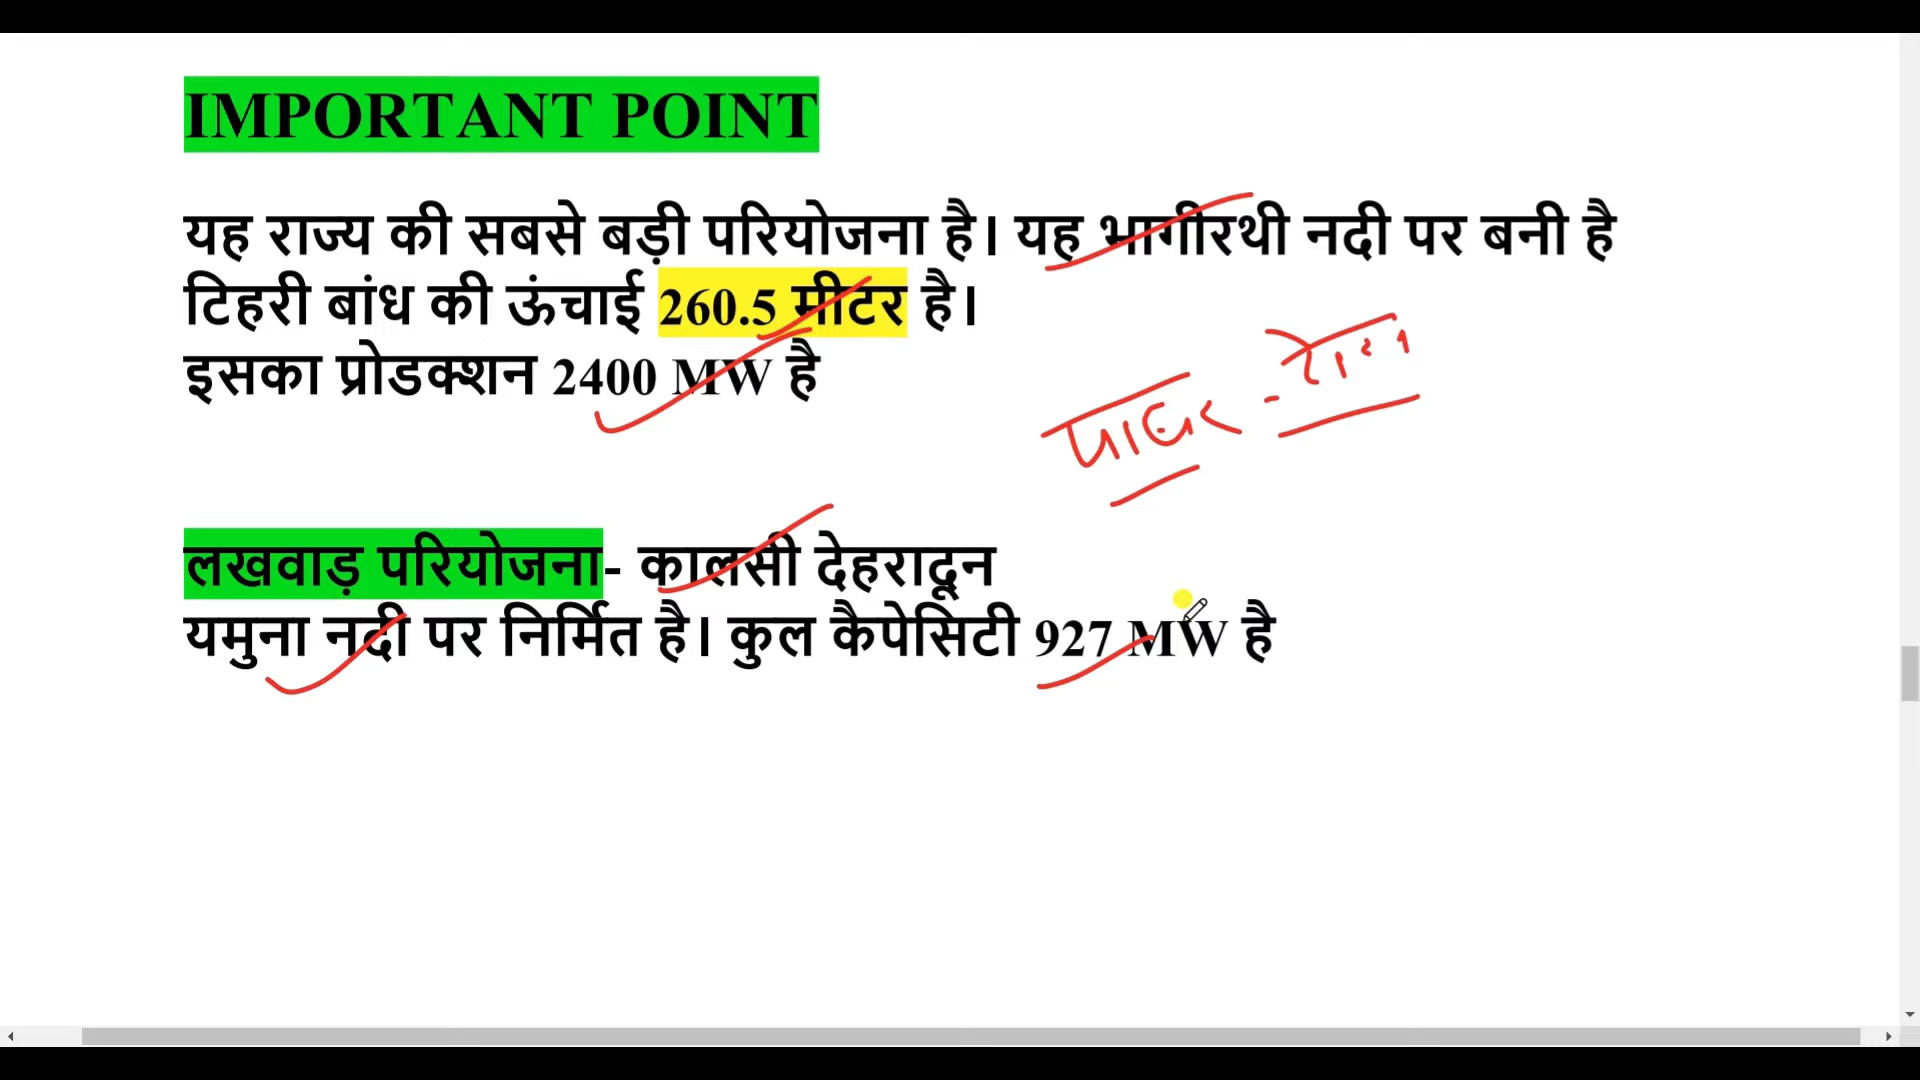 IMPORTANT POINT
यह राज्य की सबसे बड़ी परियोजना है। यह भागीरथी नदी पर बनी है
टिहरी बांध की ऊंचाई 260.5 मीटर है।
इसका प्रोडक्शन 2400 MW है
लखवाड़ परियोजना- कालसी देहरादून
यमुना नदी पर निर्मित है। कुल कैपेसिटी 927 MW है